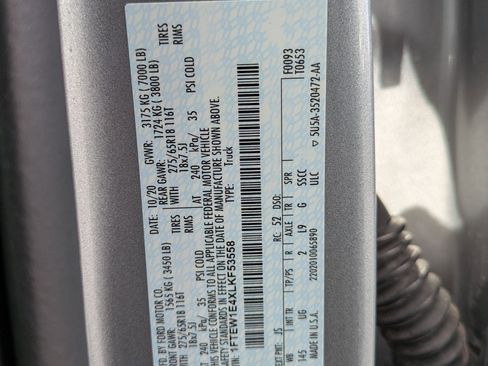 BY FORD MOTOR CO.
DATE: 10/20 GVWR: 3175 KG ( 7000 LB)
FRONT GAWR: REAR GAWR:
1565 KG ( 3450 LB) 1724 KG ( 3800 LB)
275/65R18 116T WITH 275/65R18 116T TIRES
18x7.5J 18x7.5J RIMS
240 kPa/ 35 PSI COLD AT 240 kPa/ 35 PSI COLD
THIS VEHICLE CONFORMS TO ALL APPLICABLE FEDERAL MOTOR VEHICLE
SAFETY STANDARDS IN EFFECT ON THE DATE OF MANUFACTURE SHOWN ABOVE.
1FTEW1E4XLKF53558
TYPE: Truck
F0093
T0653
EXT PNT: JS RC: 52 DSO:
WB INT TR TP/PS R AXLE TR SPR
145 UG 2 L9 G SSCC
ULC
MADE IN U.S.A. 2202010065890
5U5A-3520472-AA